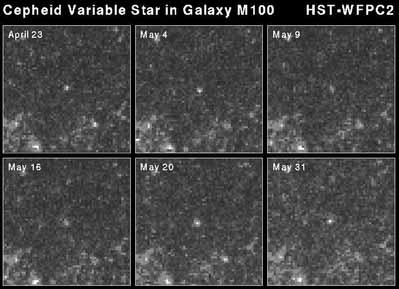 Cepheid Variable Star in Galaxy M100 HST-WFPC2
April 23 May 4 May 9
May 16 May 20 May 31